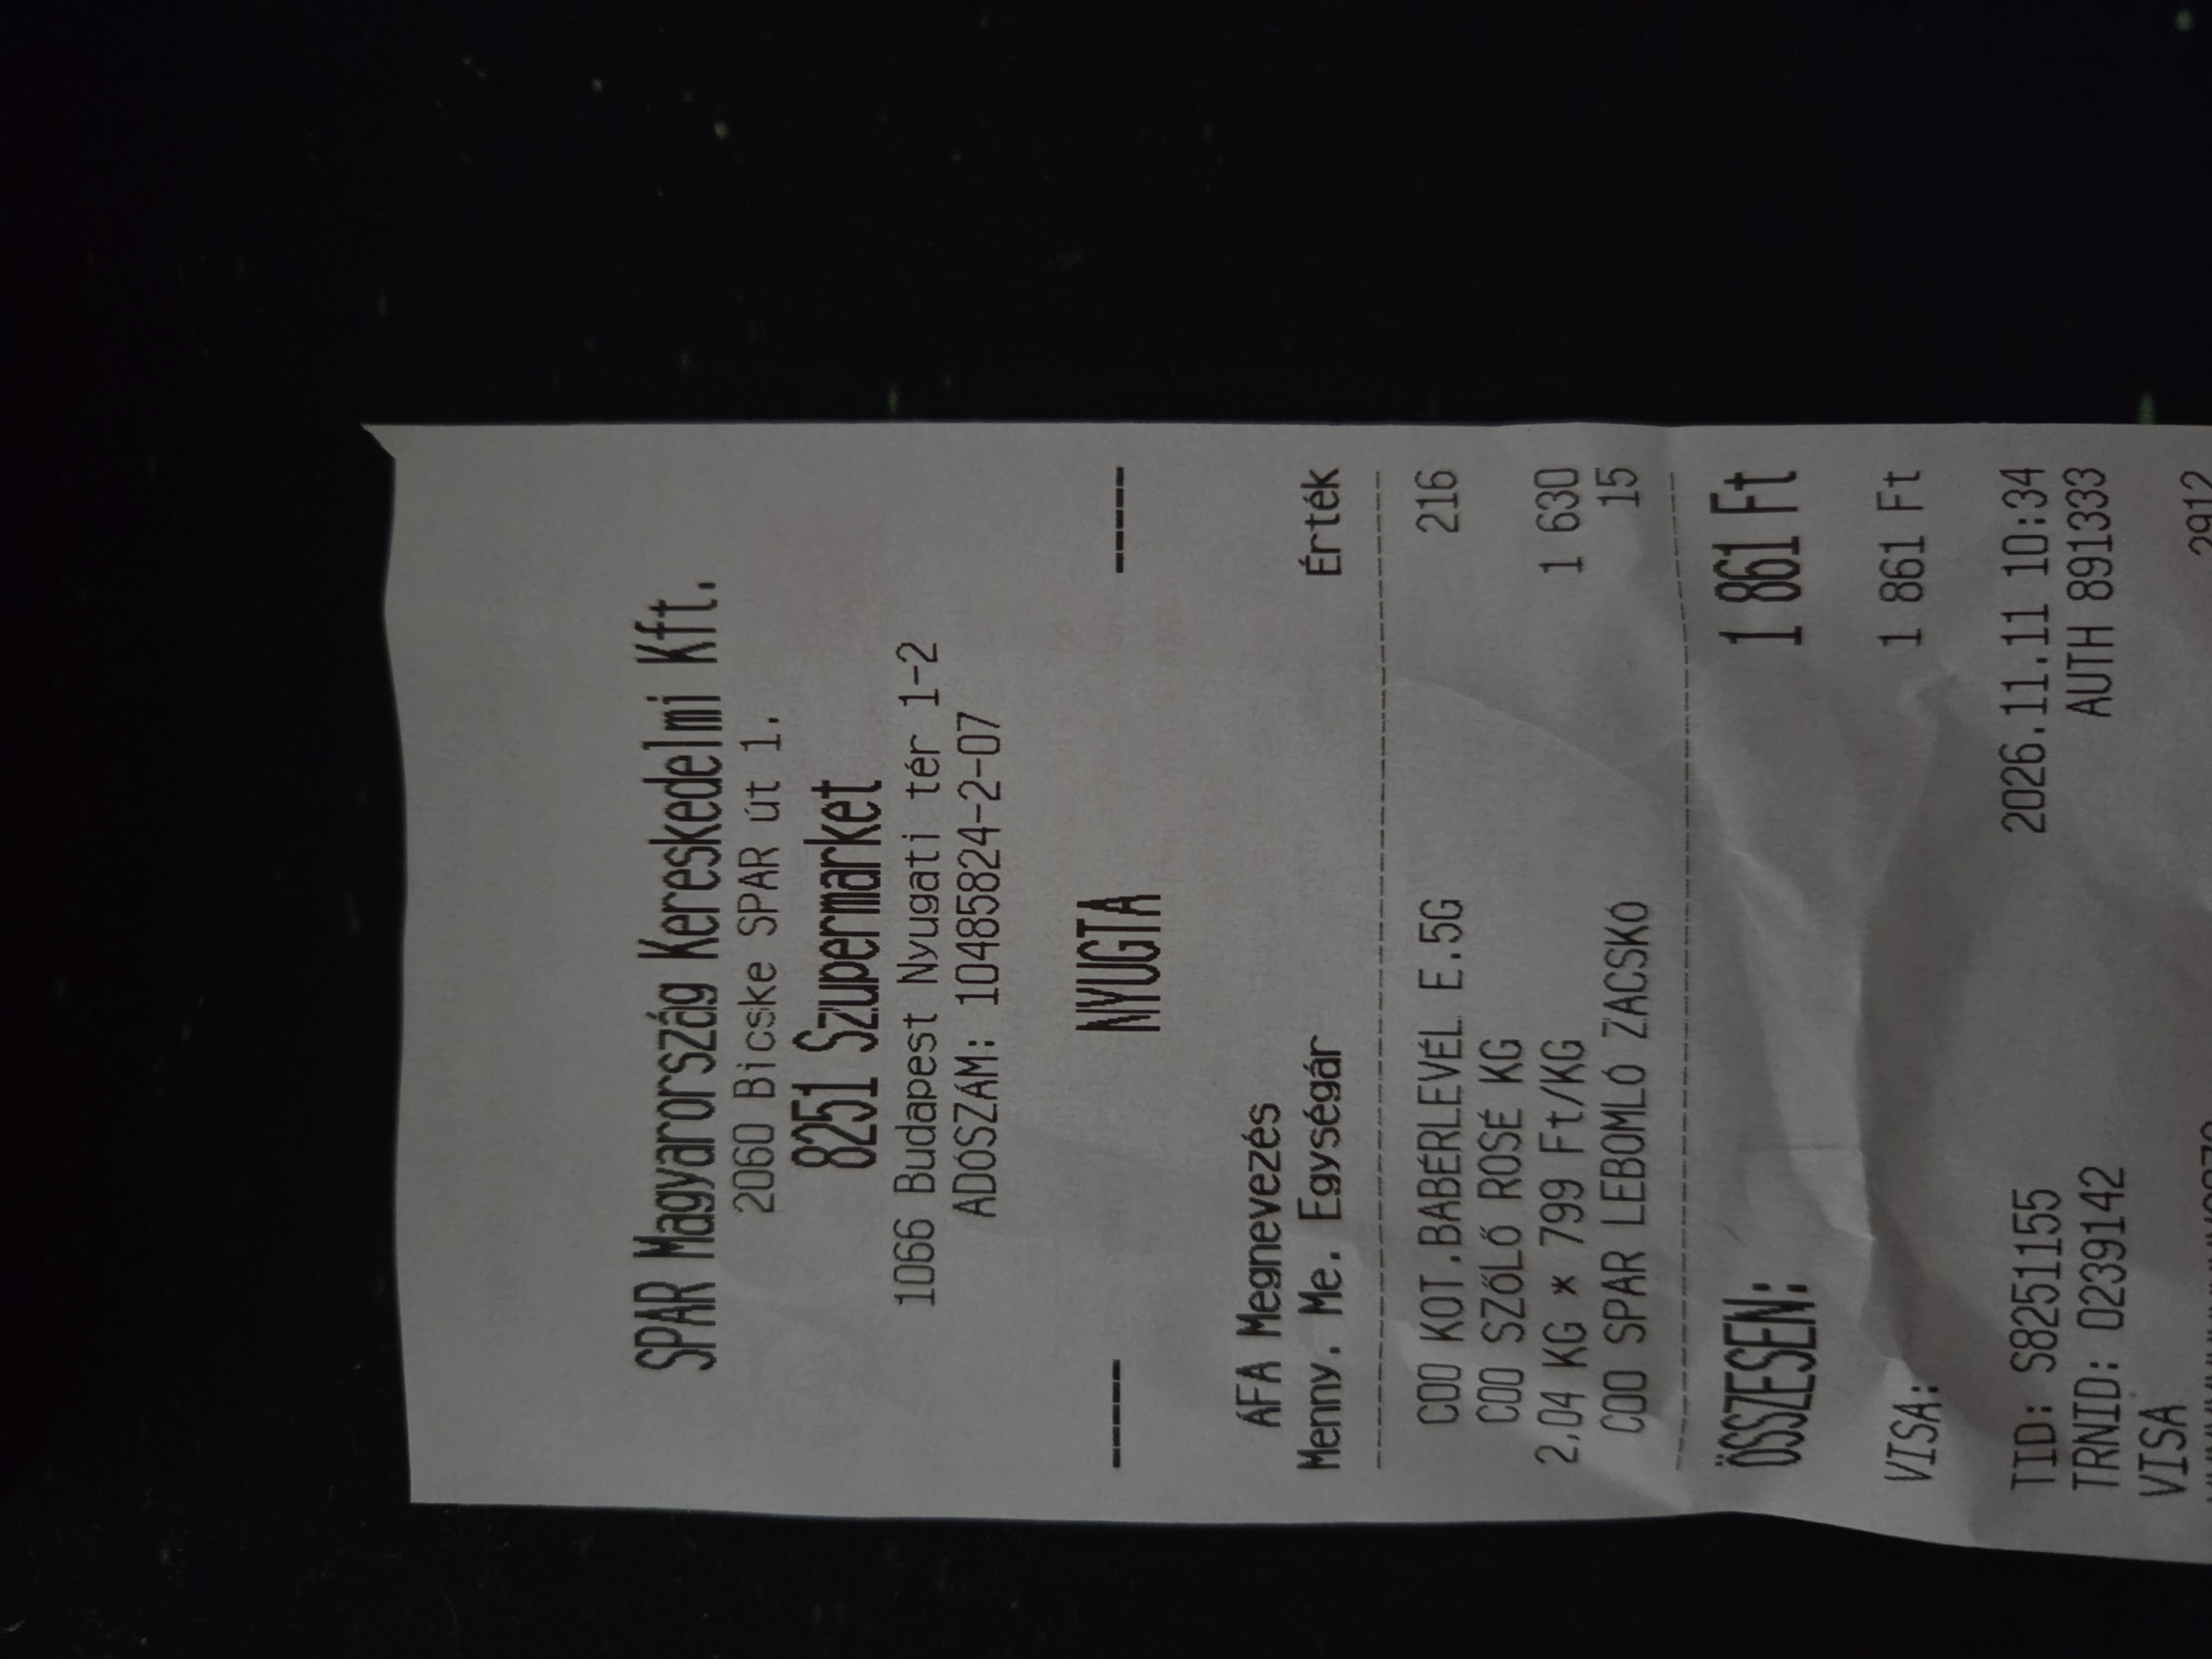 SPAR Magyarország Kereskedelmi Kft.
2060 Bicske SPAR út 1.
8251 Szupermarket
1066 Budapest Nyugati tér 1-2
ADÓSZÁM: 10485824-2-07
----- NYUGTA -----
ÁFA Megnevezés
Menny. Me. Egységár Érték
C00 KOT.BABÉRLEVÉL E.5G 216
C00 SZŐLŐ ROSÉ KG
2,04 KG * 799 Ft/KG 1 630
C00 SPAR LEBOMLÓ ZACSKÓ 15
ÖSSZESEN: 1 861 Ft
VISA: 1 861 Ft
TID: S8251155 2026.11.11 10:34
TRNID: 0239142 AUTH 891333
VISA
2912